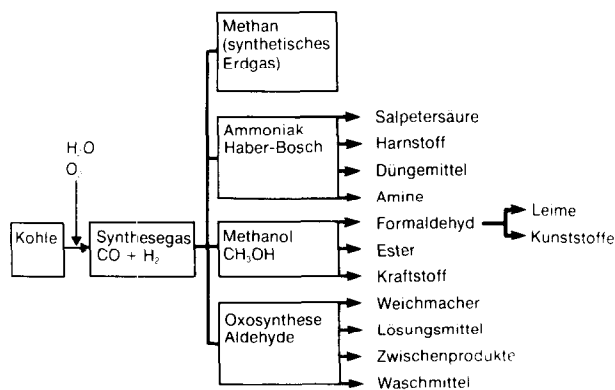 Methan
(synthetisches
Erdgas)
H₂O
O₂
Ammoniak
Haber-Bosch
Salpetersäure
Harnstoff
Düngemittel
Amine
Kohle
Synthesegas
CO + H₂
Methanol
CH₃OH
Formaldehyd
Ester
Kraftstoff
Leime
Kunststoffe
Oxosynthese
Aldehyde
Weichmacher
Lösungsmittel
Zwischenprodukte
Waschmittel